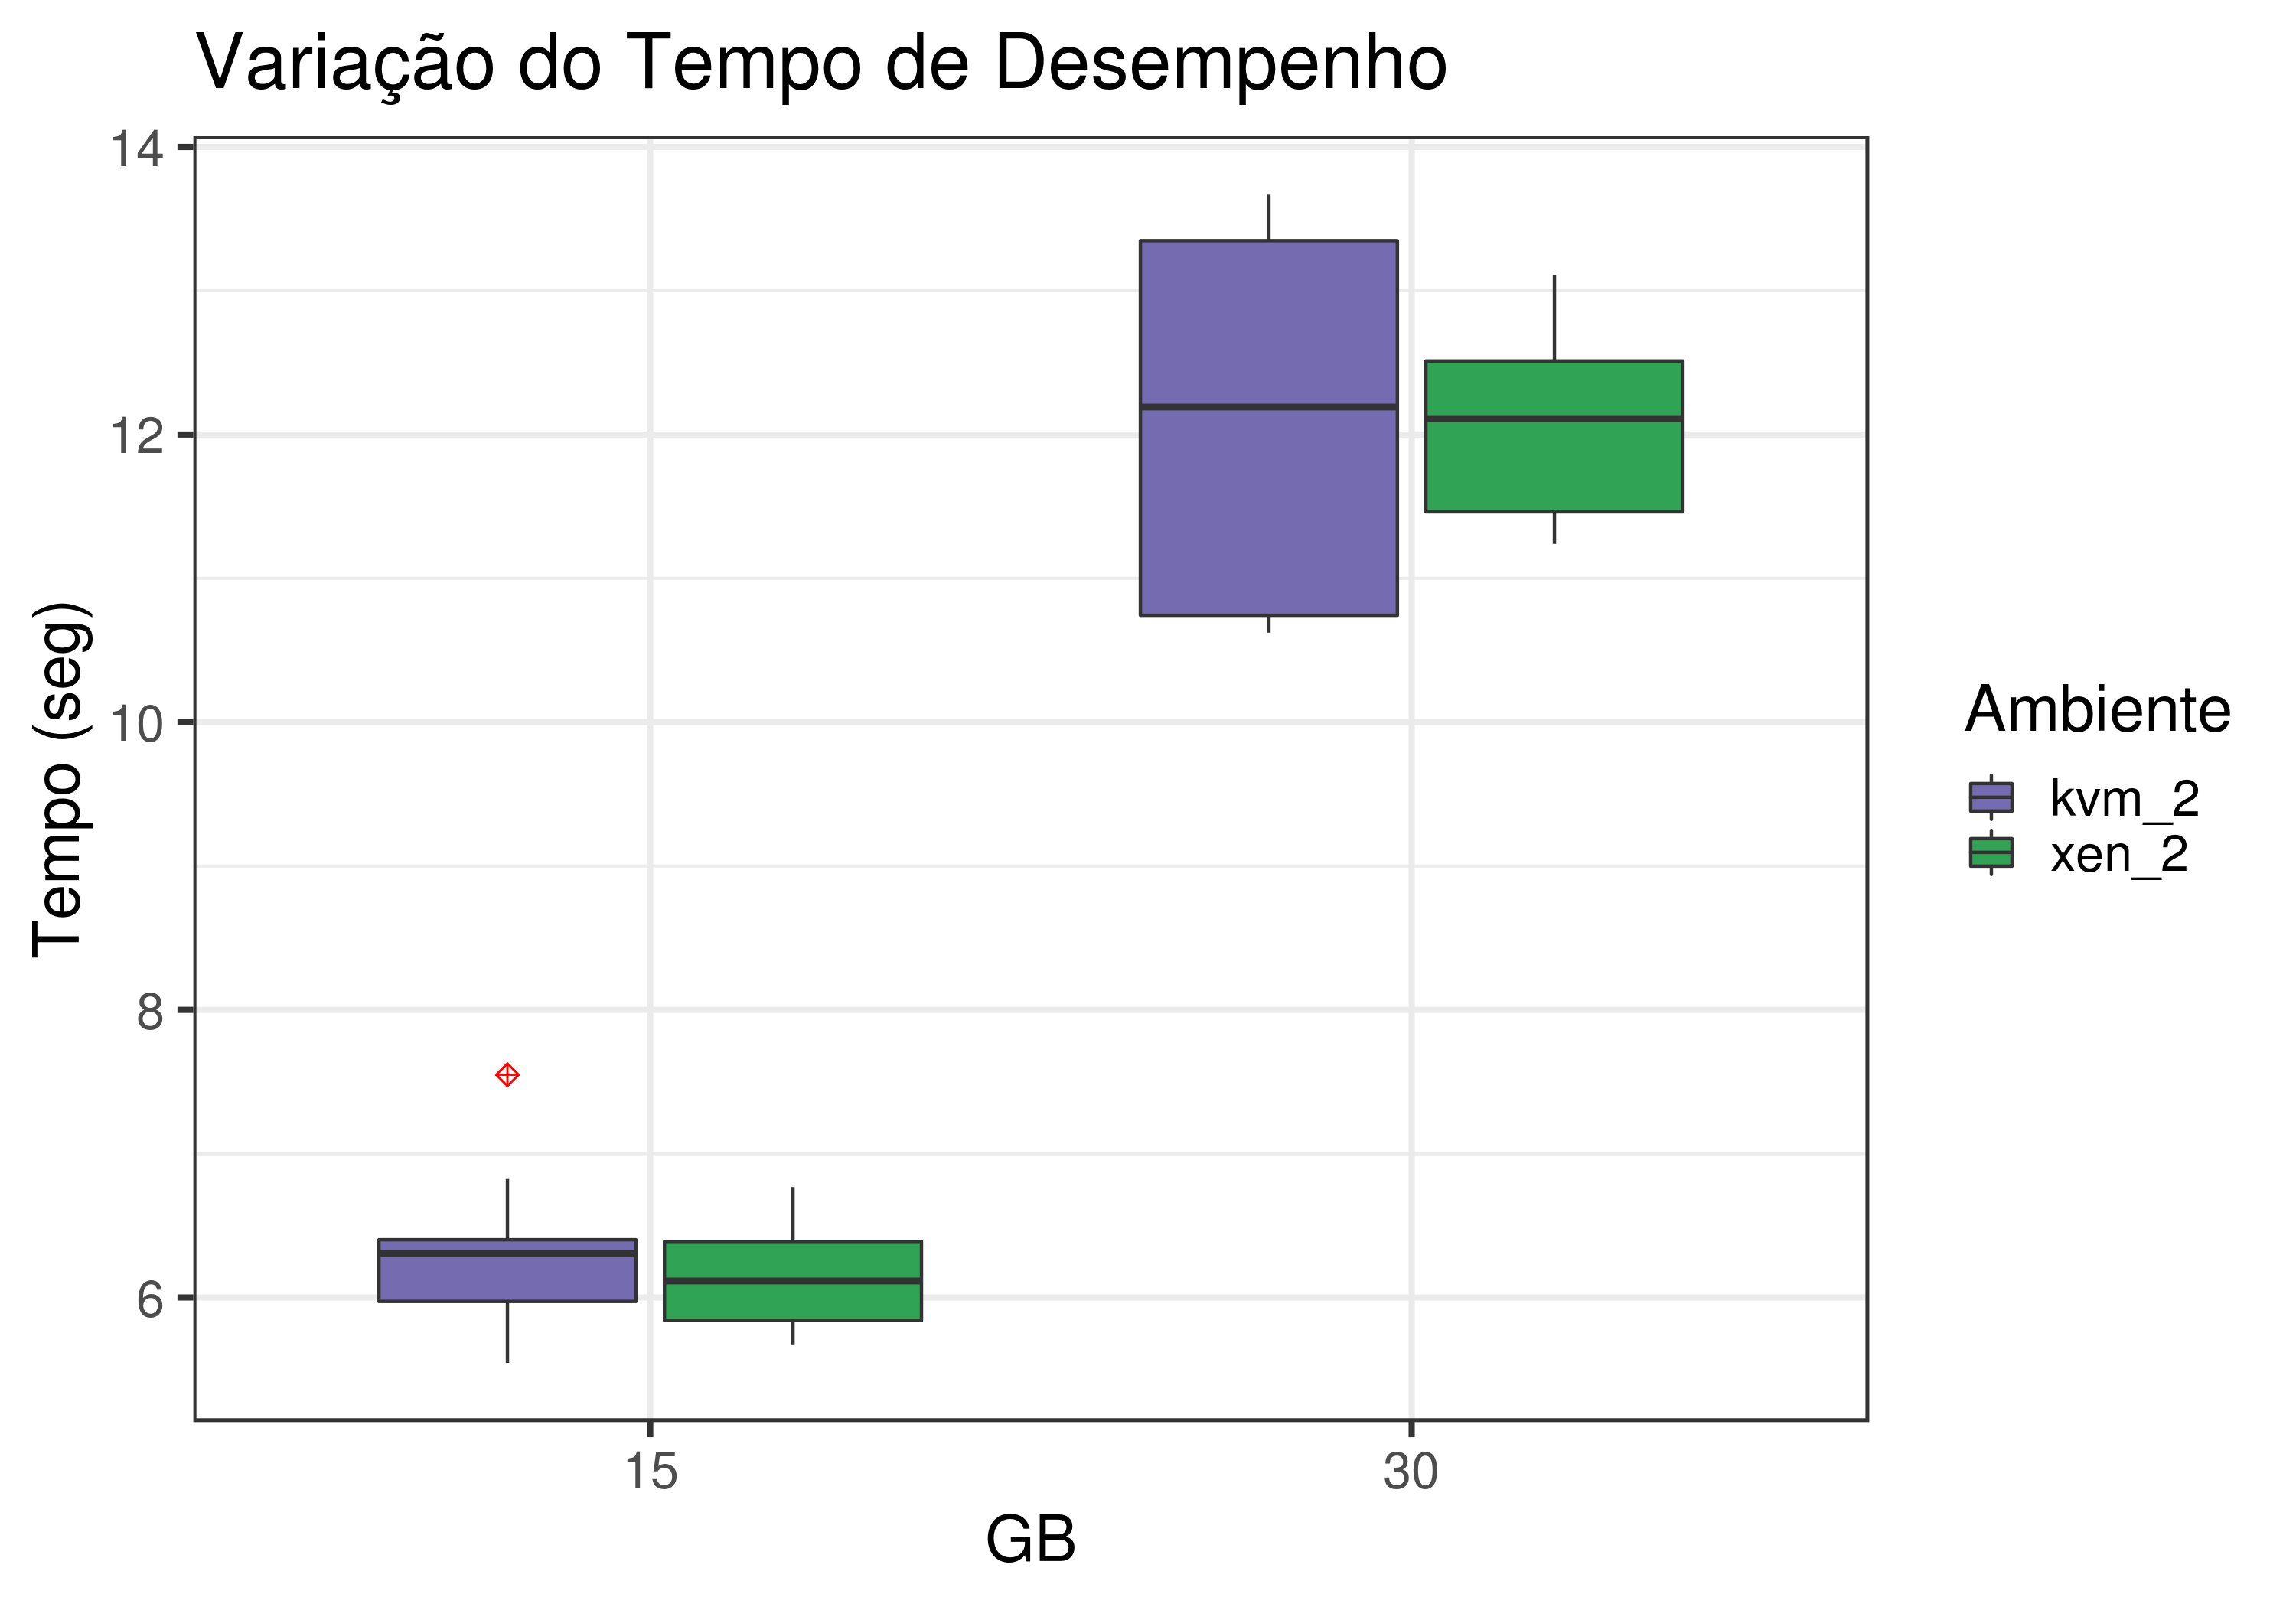 Variação do Tempo de Desempenho
14
12
10
8
6
Tempo (seg)
15
30
GB
Ambiente
kvm_2
xen_2